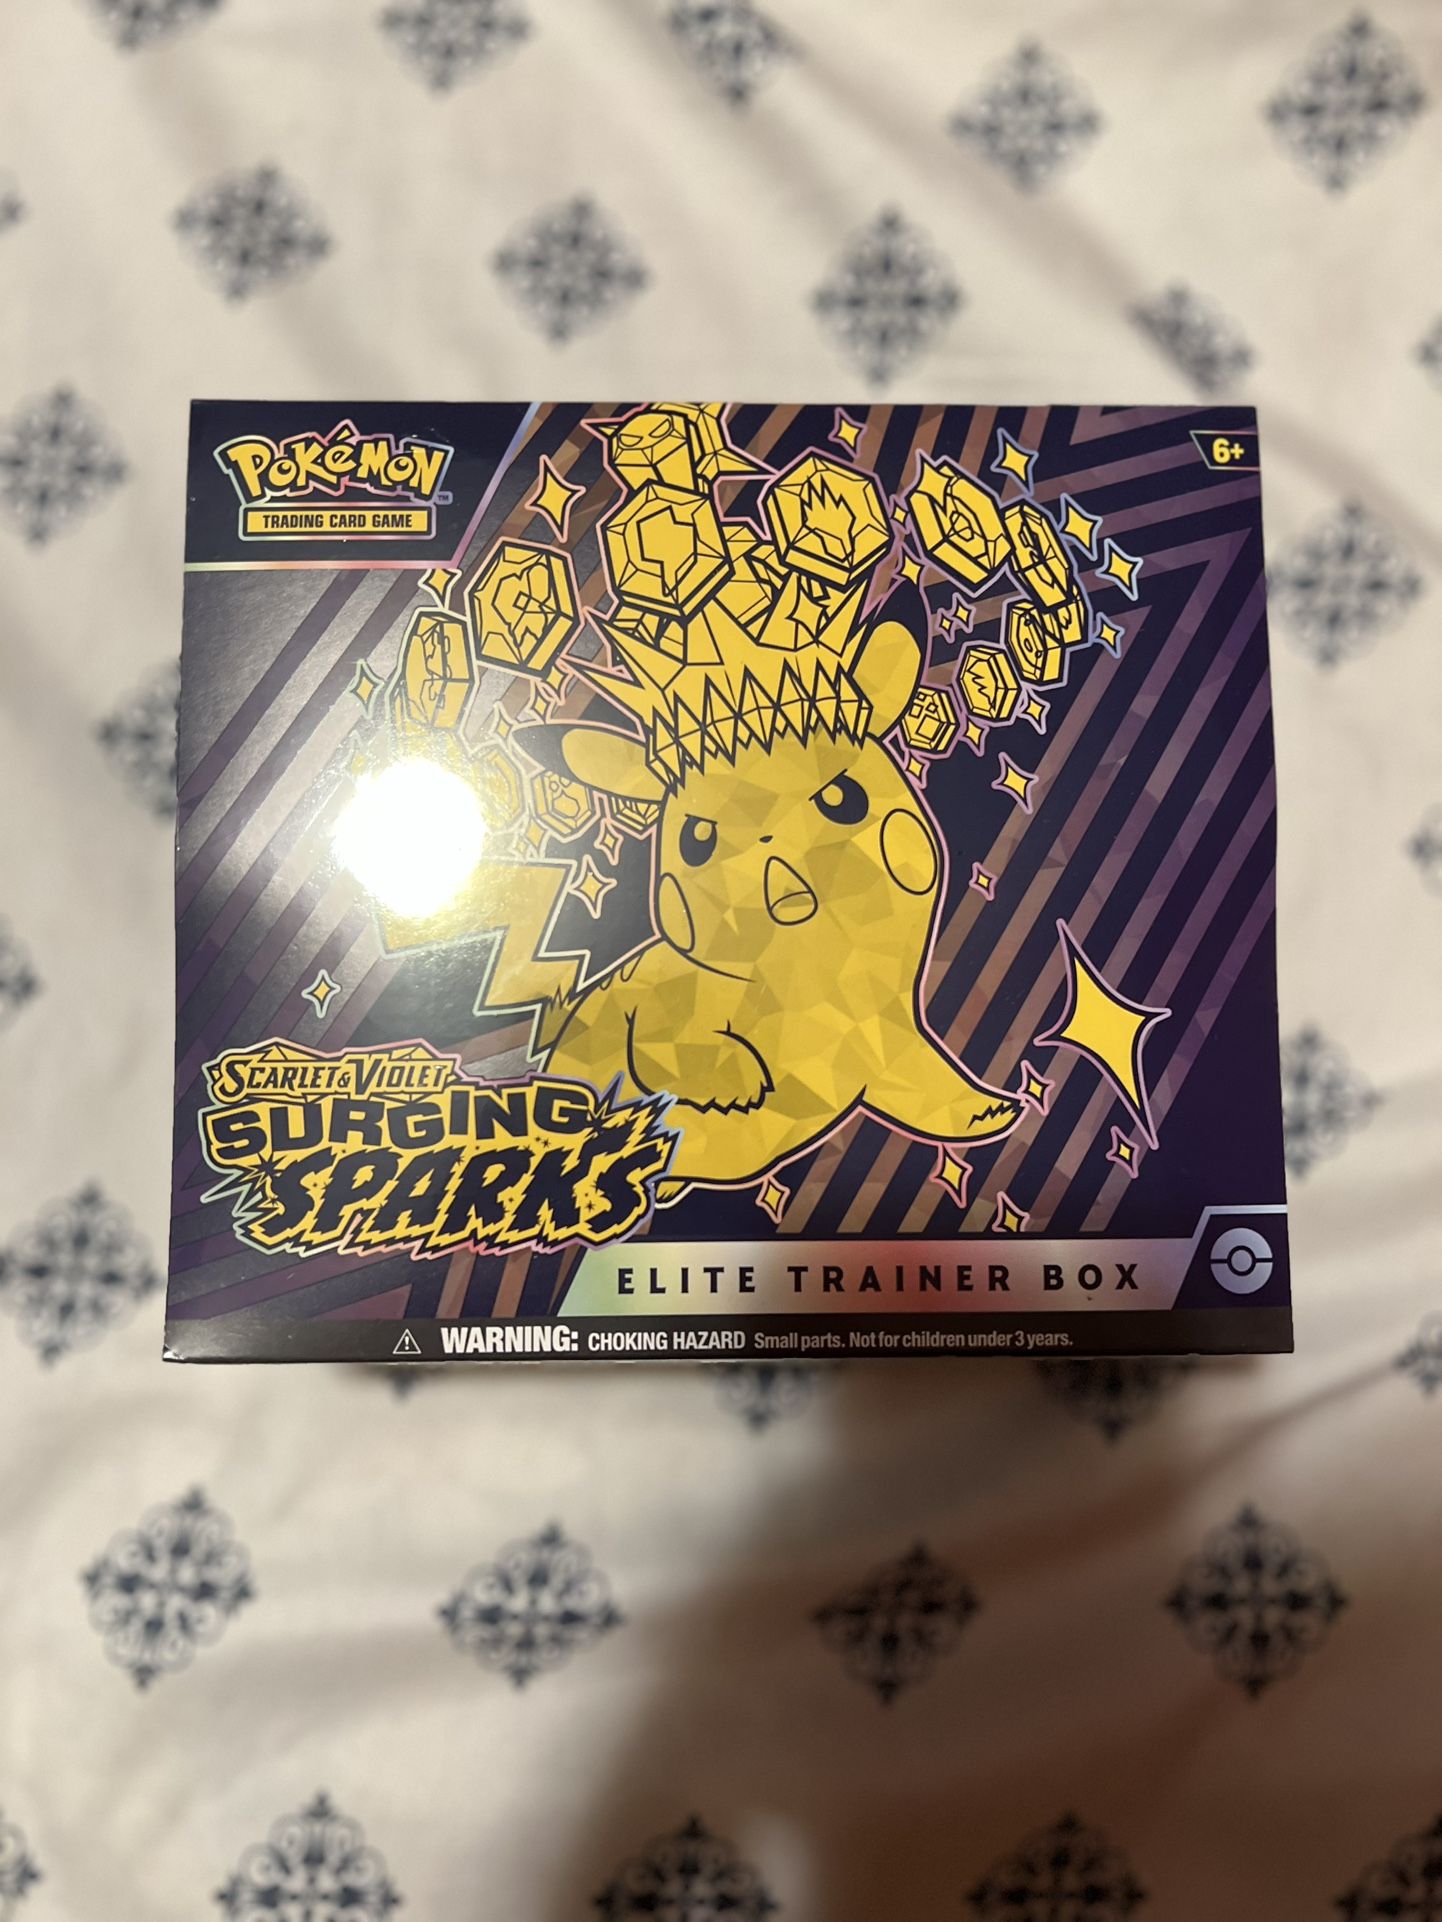 POKéMON™
TRADING CARD GAME
6+
SCARLET & VIOLET
SURGING
SPARKS
ELITE TRAINER BOX
WARNING: CHOKING HAZARD Small parts. Not for children under 3 years.